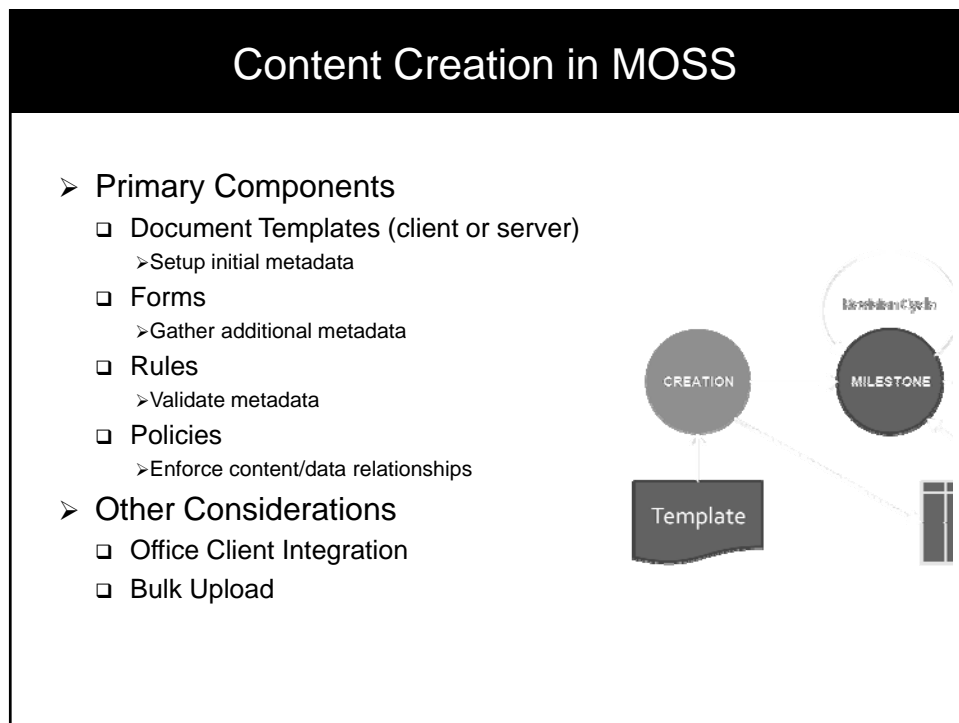 Content Creation in MOSS
➢ Primary Components
❑ Document Templates (client or server)
➢Setup initial metadata
❑ Forms
➢Gather additional metadata
❑ Rules
➢Validate metadata
❑ Policies
➢Enforce content/data relationships
➢ Other Considerations
❑ Office Client Integration
❑ Bulk Upload
CREATION
MILESTONE
Template